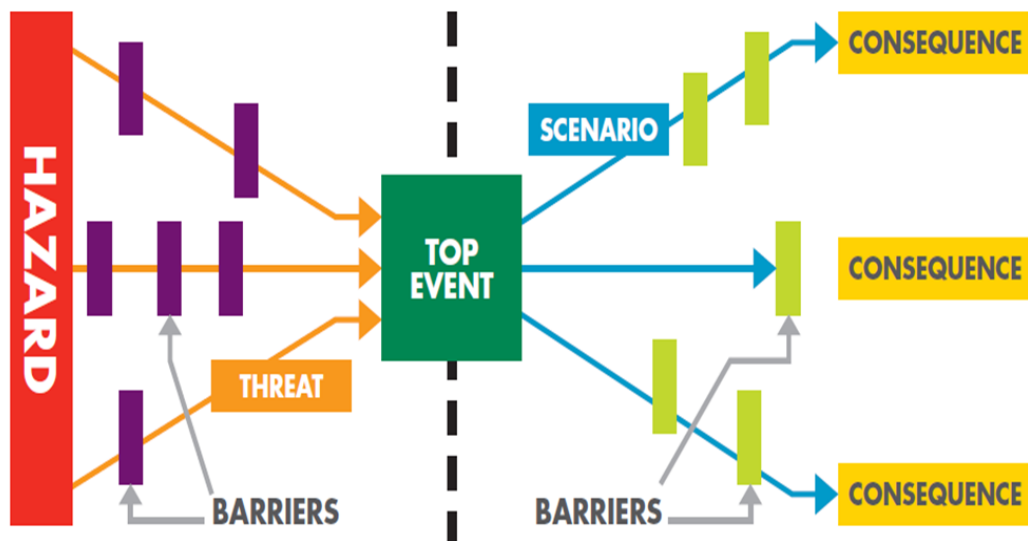 HAZARD
THREAT
BARRIERS
TOP
EVENT
SCENARIO
BARRIERS
CONSEQUENCE
CONSEQUENCE
CONSEQUENCE